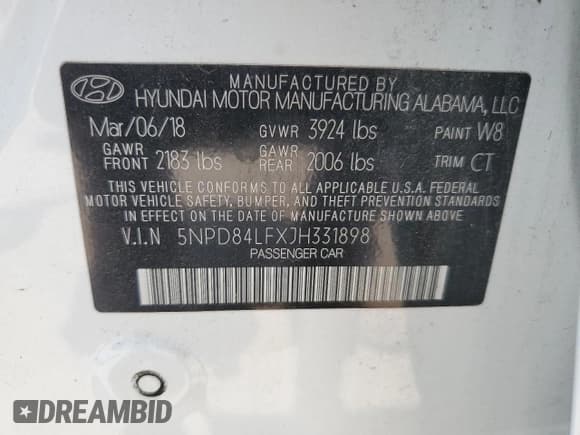 MANUFACTURED BY
HYUNDAI MOTOR MANUFACTURING ALABAMA, LLC
Mar/06/18 GVWR 3924 lbs PAINT W8
GAWR FRONT 2183 lbs GAWR REAR 2006 lbs TRIM CT
THIS VEHICLE CONFORMS TO ALL APPLICABLE U.S.A. FEDERAL
MOTOR VEHICLE SAFETY, BUMPER, AND THEFT PREVENTION STANDARDS
IN EFFECT ON THE DATE OF MANUFACTURE SHOWN ABOVE.
V.I.N 5NPD84LFXJH331898
PASSENGER CAR
DREAMBID